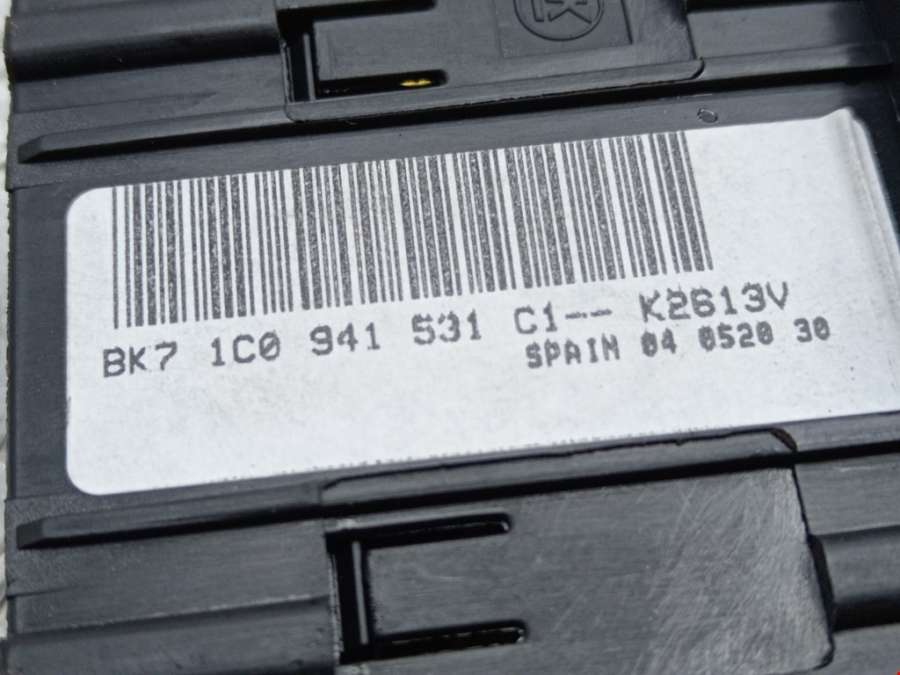 BK7 1C0 941 531 C1-- K2613V
SPAIN 04 0520 30